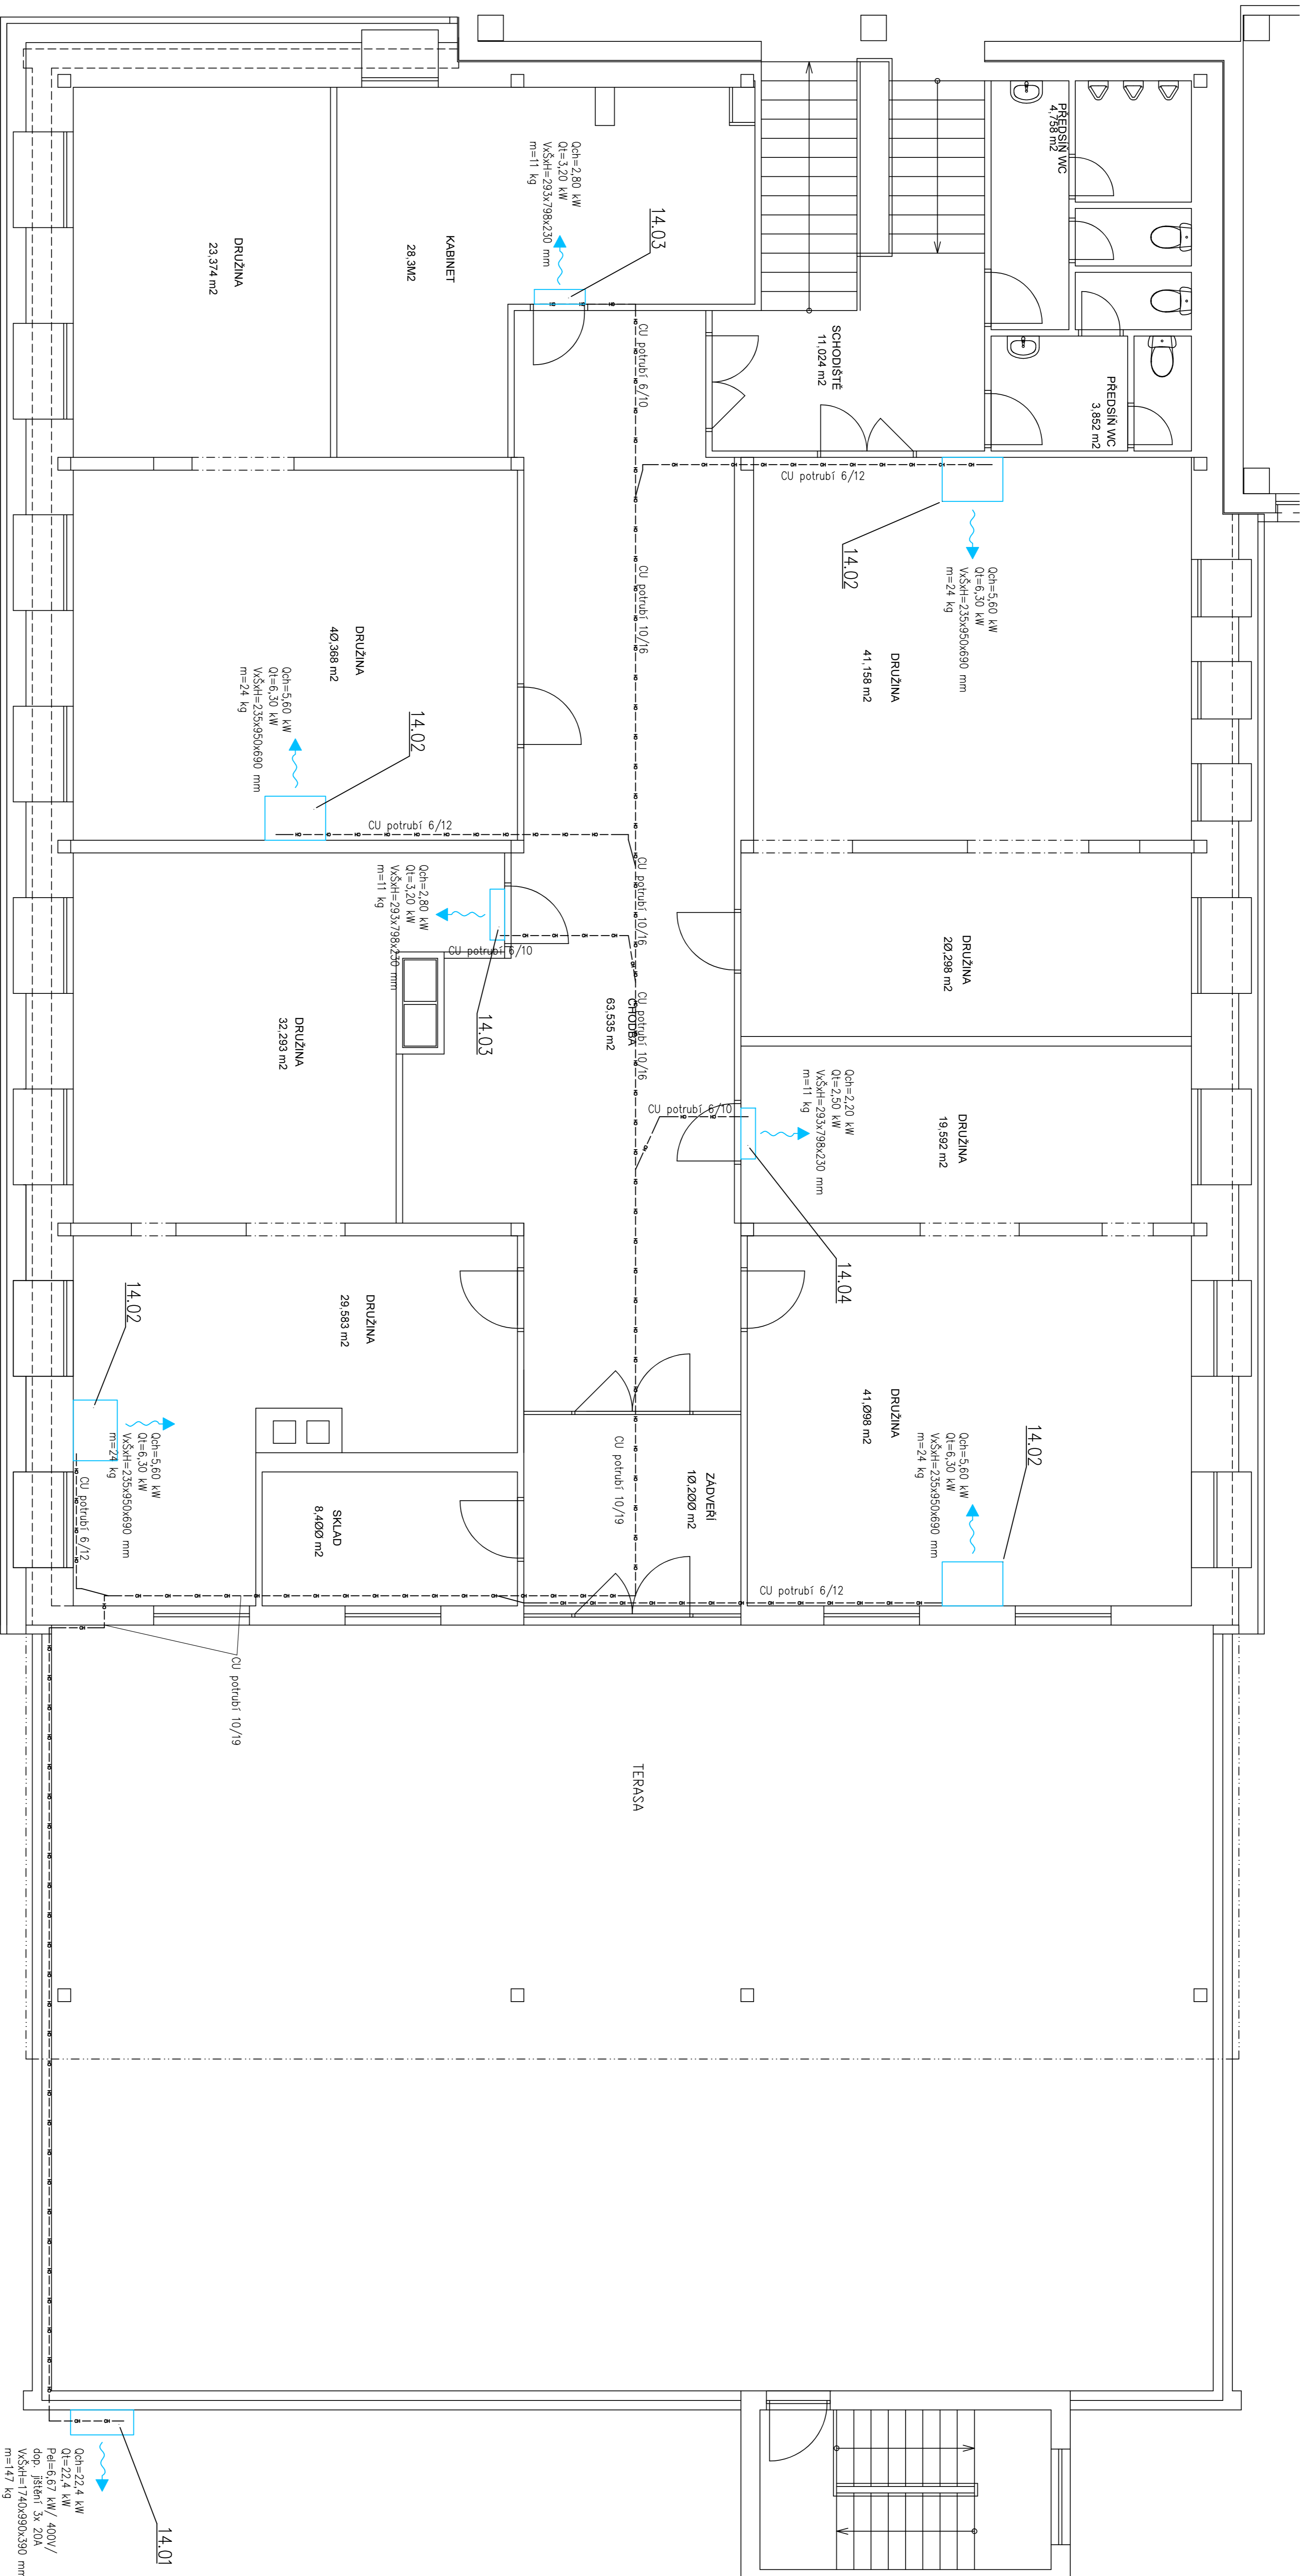 PŘEDSÍŇ WC
4,758 m2
PŘEDSÍŇ WC
3,852 m2
SCHODIŠTĚ
11,024 m2
14.03
Qch=2,80 kW
Qt=3,20 kW
VxŠxH=293x798x230 mm
m=11 kg
KABINET
28,3M2
DRUŽINA
23,374 m2
CU potrubí 6/10
CU potrubí 6/12
14.02
Qch=5,60 kW
Qt=6,30 kW
VxŠxH=235x950x690 mm
m=24 kg
DRUŽINA
41,158 m2
CU potrubí 10/16
DRUŽINA
40,368 m2
14.02
Qch=5,60 kW
Qt=6,30 kW
VxŠxH=235x950x690 mm
m=24 kg
CU potrubí 6/12
CU potrubí 10/16
Qch=2,80 kW
Qt=3,20 kW
VxŠxH=293x798x230 mm
m=11 kg
CU potrubí 6/10
14.03
DRUŽINA
20,298 m2
CU potrubí 10/16
CHODBA
63,535 m2
DRUŽINA
32,293 m2
Qch=2,20 kW
Qt=2,50 kW
VxŠxH=293x798x230 mm
m=11 kg
CU potrubí 6/10
DRUŽINA
19,592 m2
14.04
14.02
DRUŽINA
29,583 m2
Qch=5,60 kW
Qt=6,30 kW
VxŠxH=235x950x690 mm
m=24 kg
CU potrubí 6/12
DRUŽINA
41,098 m2
14.02
Qch=5,60 kW
Qt=6,30 kW
VxŠxH=235x950x690 mm
m=24 kg
CU potrubí 10/19
ZÁDVEŘÍ
10,200 m2
SKLAD
8,400 m2
CU potrubí 6/12
CU potrubí 10/19
TERASA
14.01
Qch=22,4 kW
Qt=22,4 kW
Pel=6,67 kW/ 400V/
dop. jištění 3x 20A
VxŠxH=1740x990x390 mm
m=147 kg